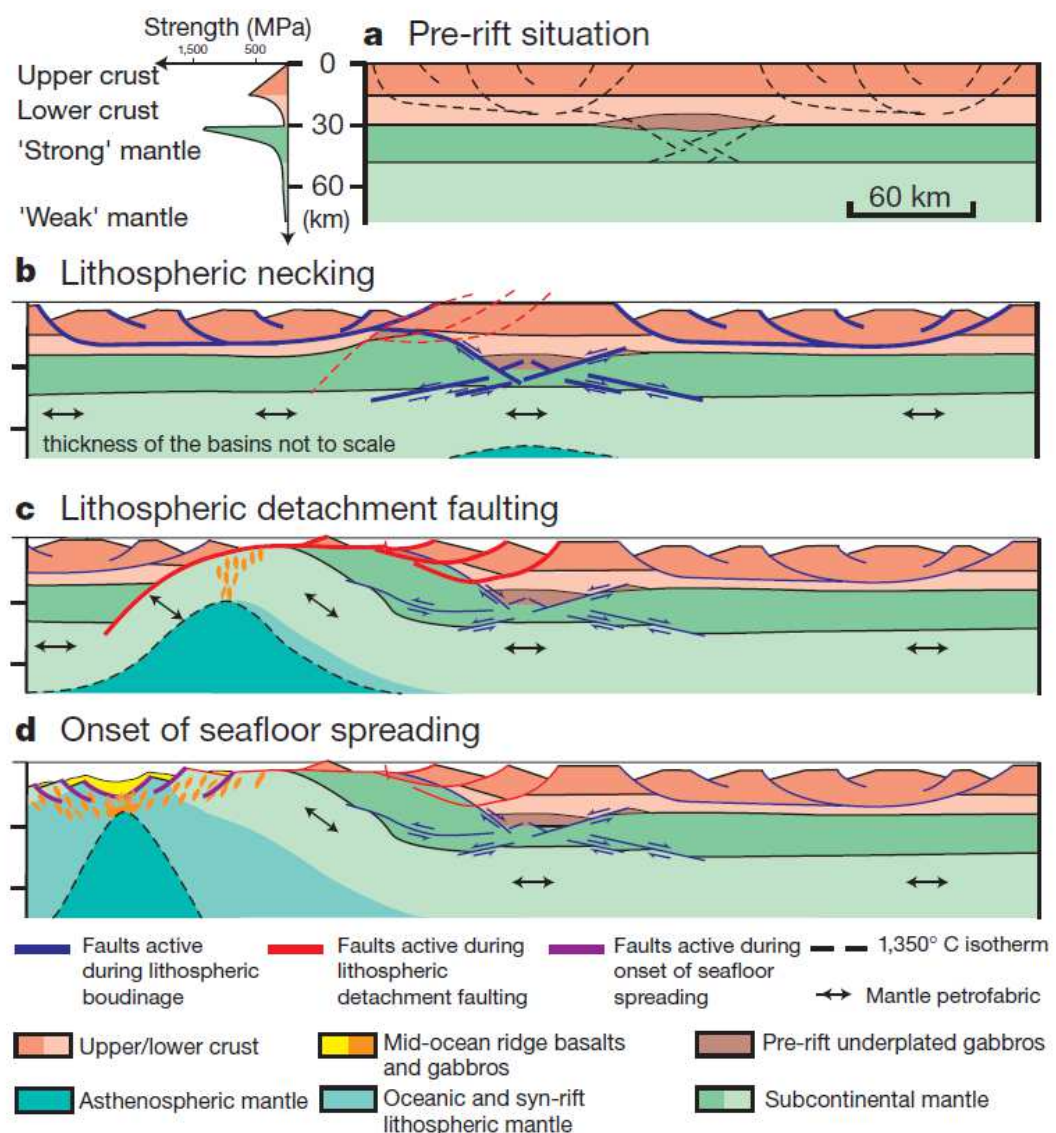 Strength (MPa)
1,500 500
Upper crust
Lower crust
'Strong' mantle
'Weak' mantle
0
30
60
(km)
a Pre-rift situation
60 km
b Lithospheric necking
thickness of the basins not to scale
c Lithospheric detachment faulting
d Onset of seafloor spreading
Faults active
during lithospheric
boudinage
Faults active during
lithospheric
detachment faulting
Faults active during
onset of seafloor
spreading
1,350° C isotherm
Mantle petrofabric
Upper/lower crust
Mid-ocean ridge basalts
and gabbros
Pre-rift underplated gabbros
Asthenospheric mantle
Oceanic and syn-rift
lithospheric mantle
Subcontinental mantle